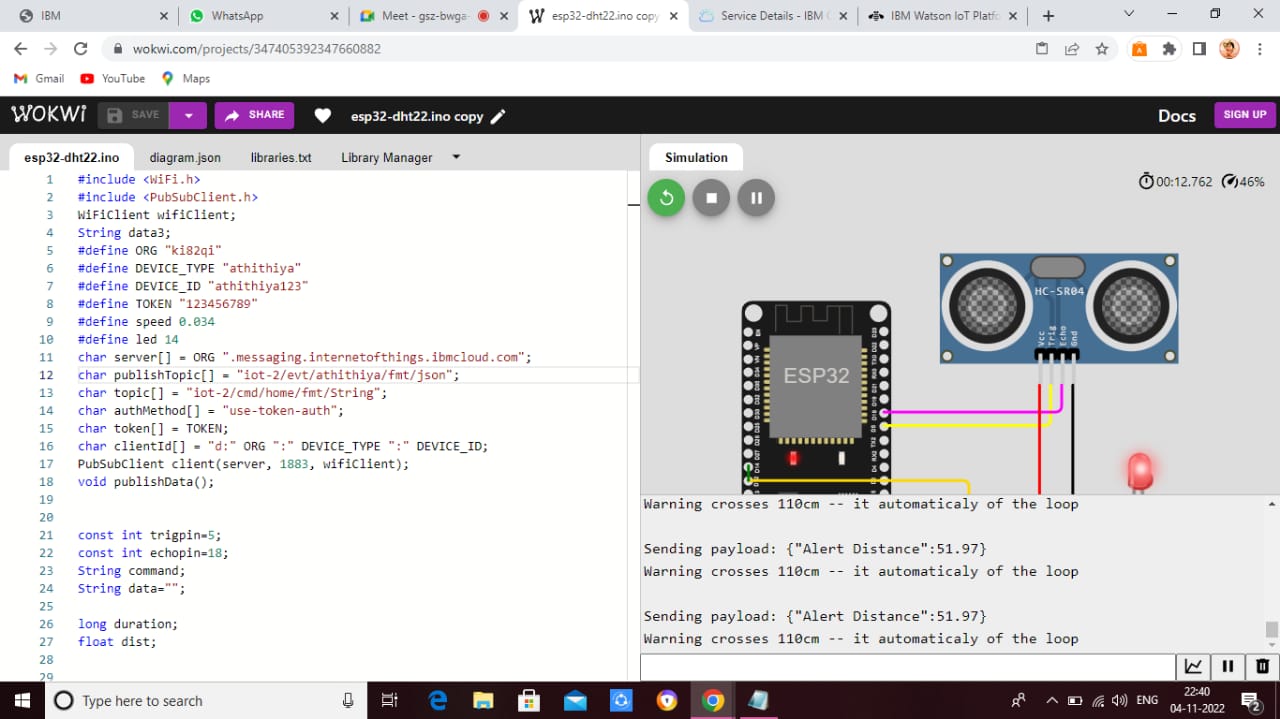 IBM
WhatsApp
Meet - gsz-bwga-
esp32-dht22.ino copy
Service Details - IBM C
IBM Watson IoT Platfo
wokwi.com/projects/347405392347660882
Gmail
YouTube
Maps
WOKWI
SAVE
SHARE
esp32-dht22.ino copy
Docs
SIGN UP
esp32-dht22.ino
diagram.json
libraries.txt
Library Manager
1 #include <WiFi.h>
2 #include <PubSubClient.h>
3 WiFiClient wifiClient;
4 String data3;
5 #define ORG "ki82qi"
6 #define DEVICE_TYPE "athithiya"
7 #define DEVICE_ID "athithiya123"
8 #define TOKEN "123456789"
9 #define speed 0.034
10 #define led 14
11 char server[] = ORG ".messaging.internetofthings.ibmcloud.com";
12 char publishTopic[] = "iot-2/evt/athithiya/fmt/json";
13 char topic[] = "iot-2/cmd/home/fmt/String";
14 char authMethod[] = "use-token-auth";
15 char token[] = TOKEN;
16 char clientId[] = "d:" ORG ":" DEVICE_TYPE ":" DEVICE_ID;
17 PubSubClient client(server, 1883, wifiClient);
18 void publishData();
19
20
21 const int trigpin=5;
22 const int echopin=18;
23 String command;
24 String data="";
25
26 long duration;
27 float dist;
28
29
Simulation
00:12.762
46%
HC-SR04
Vcc
Trig
Echo
Gnd
ESP32
Warning crosses 110cm -- it automaticaly of the loop
Sending payload: {"Alert Distance":51.97}
Warning crosses 110cm -- it automaticaly of the loop
Sending payload: {"Alert Distance":51.97}
Warning crosses 110cm -- it automaticaly of the loop
Type here to search
ENG
22:40
04-11-2022
2